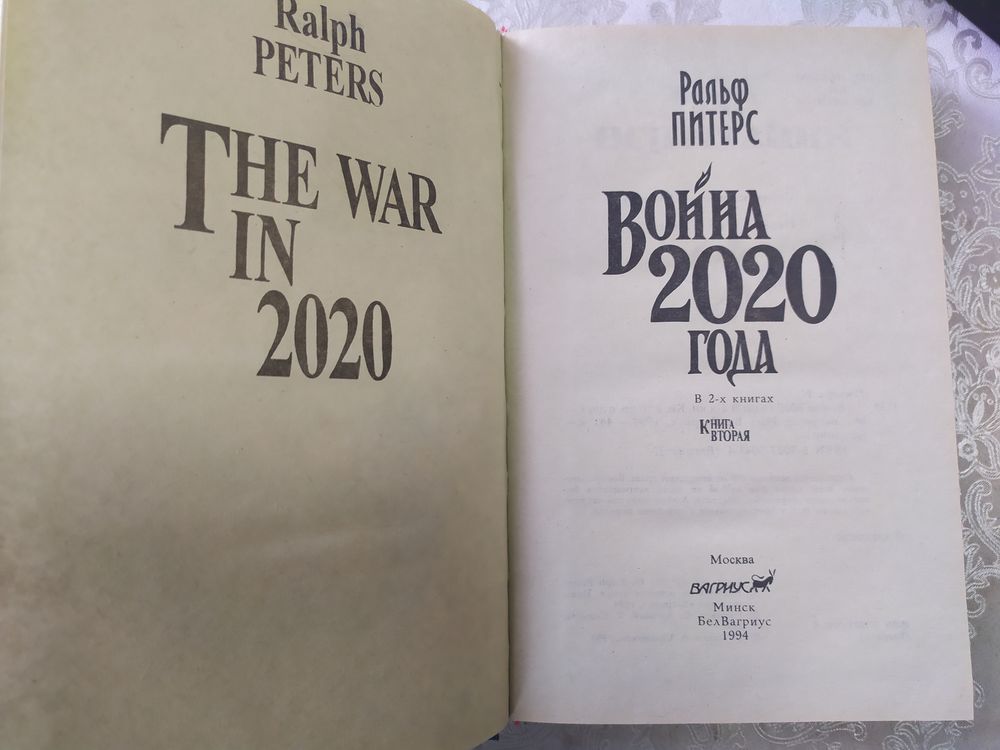 Ralph
PETERS
THE WAR
IN
2020
Ральф
ПИТЕРС
ВОЙНА
2020
ГОДА
В 2-х книгах
КНИГА
ВТОРАЯ
Москва
ВАГРИУС
Минск
БелВагриус
1994